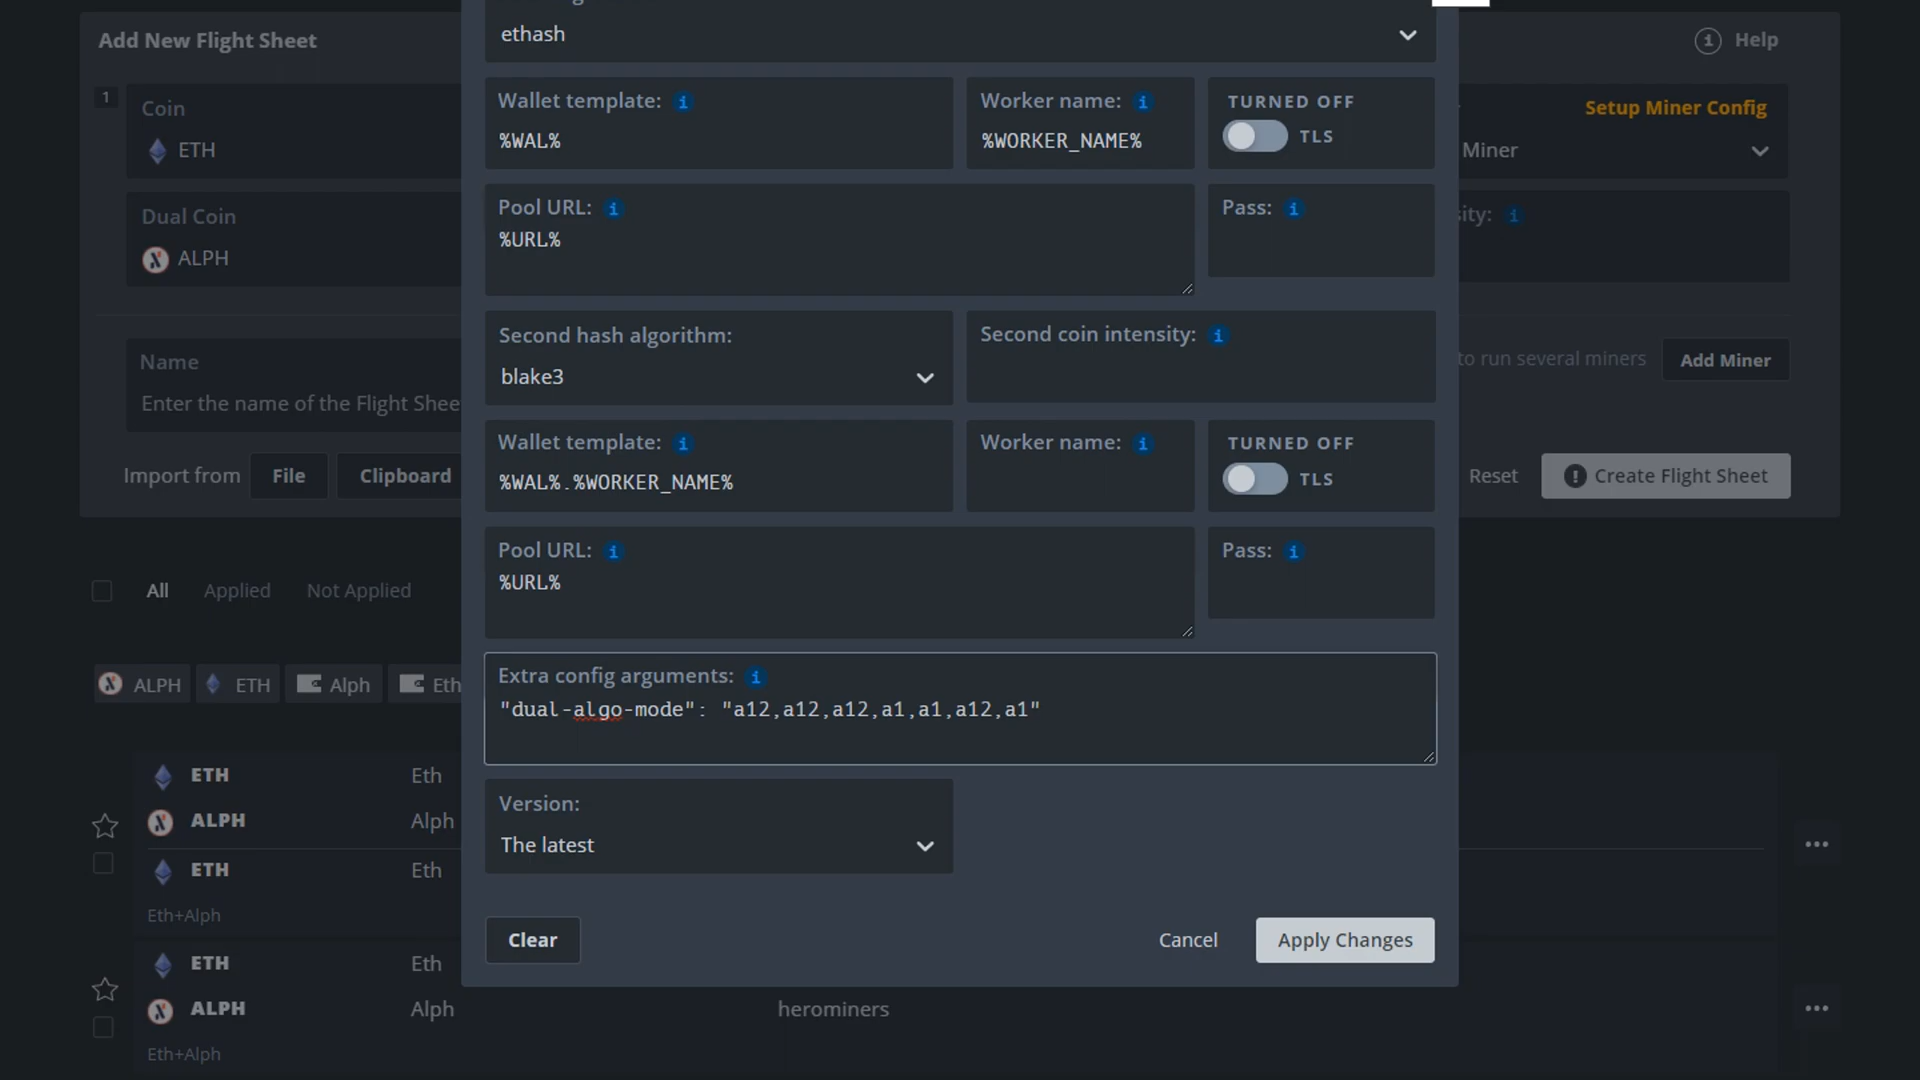 Add New Flight Sheet
Help
1
Coin
ETH
Dual Coin
ALPH
Name
Enter the name of the Flight Shee
Import from
File
Clipboard
ethash
Wallet template:
%WAL%
Worker name:
%WORKER_NAME%
TURNED OFF
TLS
Pool URL:
%URL%
Pass:
Second hash algorithm:
blake3
Second coin intensity:
Wallet template:
%WAL%.%WORKER_NAME%
Worker name:
TURNED OFF
TLS
Pool URL:
%URL%
Pass:
Extra config arguments:
"dual-algo-mode": "a12,a12,a12,a1,a1,a12,a1"
Version:
The latest
Clear
Cancel
Apply Changes
Setup Miner Config
Miner
sity:
to run several miners
Add Miner
Reset
Create Flight Sheet
All
Applied
Not Applied
ALPH
ETH
Alph
Eth
ETH
Eth
ALPH
Alph
ETH
Eth
Eth+Alph
ETH
Eth
ALPH
Alph
herominers
Eth+Alph